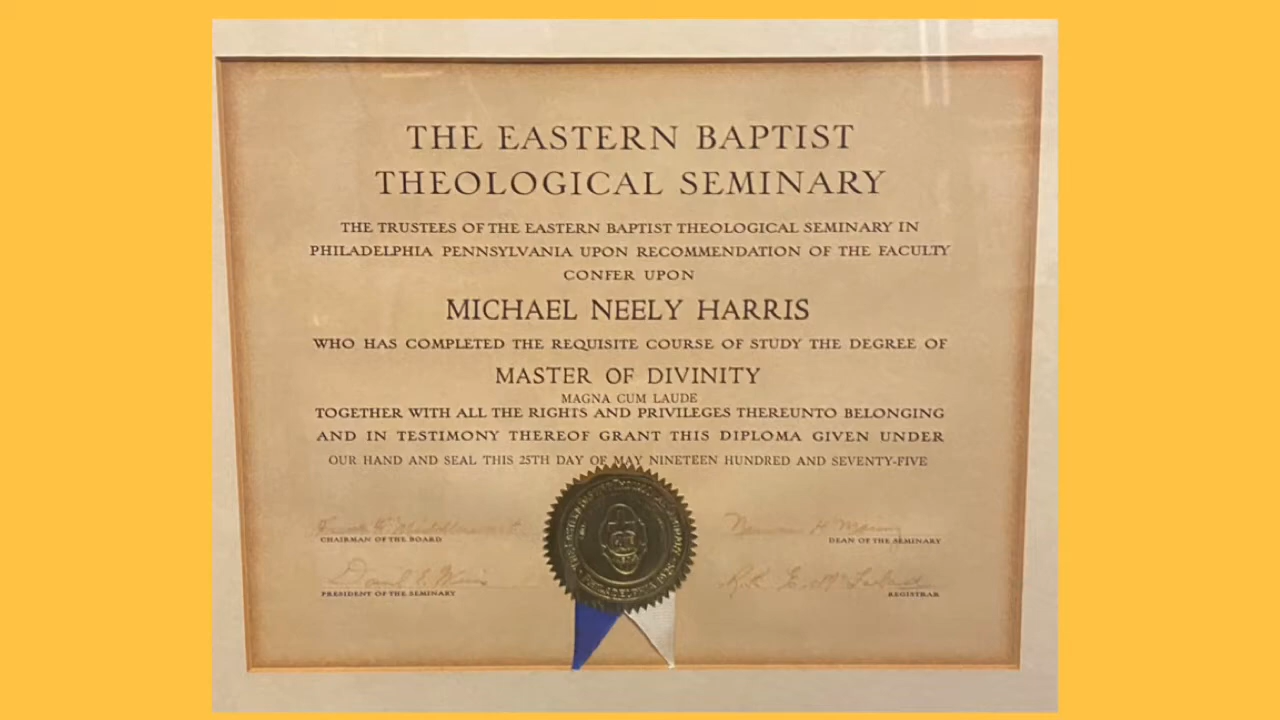 THE EASTERN BAPTIST
THEOLOGICAL SEMINARY
THE TRUSTEES OF THE EASTERN BAPTIST THEOLOGICAL SEMINARY IN
PHILADELPHIA PENNSYLVANIA UPON RECOMMENDATION OF THE FACULTY
CONFER UPON
MICHAEL NEELY HARRIS
WHO HAS COMPLETED THE REQUISITE COURSE OF STUDY THE DEGREE OF
MASTER OF DIVINITY
MAGNA CUM LAUDE
TOGETHER WITH ALL THE RIGHTS AND PRIVILEGES THEREUNTO BELONGING
AND IN TESTIMONY THEREOF GRANT THIS DIPLOMA GIVEN UNDER
OUR HAND AND SEAL THIS 25TH DAY OF MAY NINETEEN HUNDRED AND SEVENTY-FIVE
CHAIRMAN OF THE BOARD
DEAN OF THE SEMINARY
PRESIDENT OF THE SEMINARY
REGISTRAR